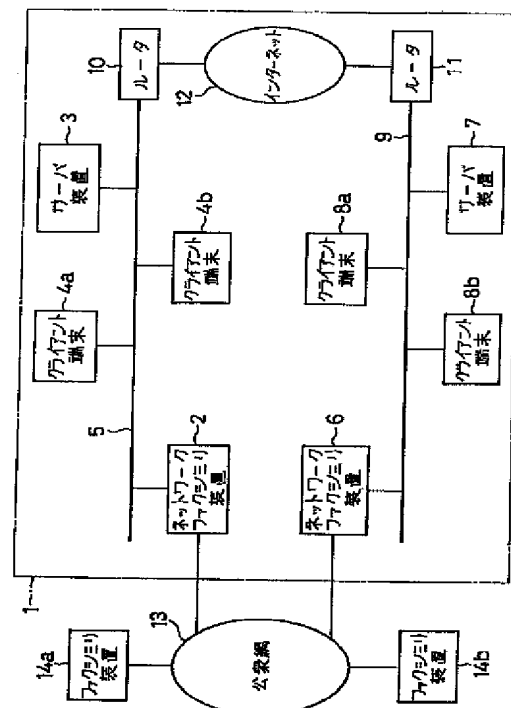 1
10
ルータ
3
サーバ
装置
4a
クライアント
端末
4b
クライアント
端末
5
2
ネットワーク
ファクシミリ
装置
12
インターネット
13
公衆網
14a
ファクシミリ
装置
14b
ファクシミリ
装置
6
ネットワーク
ファクシミリ
装置
8a
クライアント
端末
8b
クライアント
端末
9
7
サーバ
装置
11
ルータ